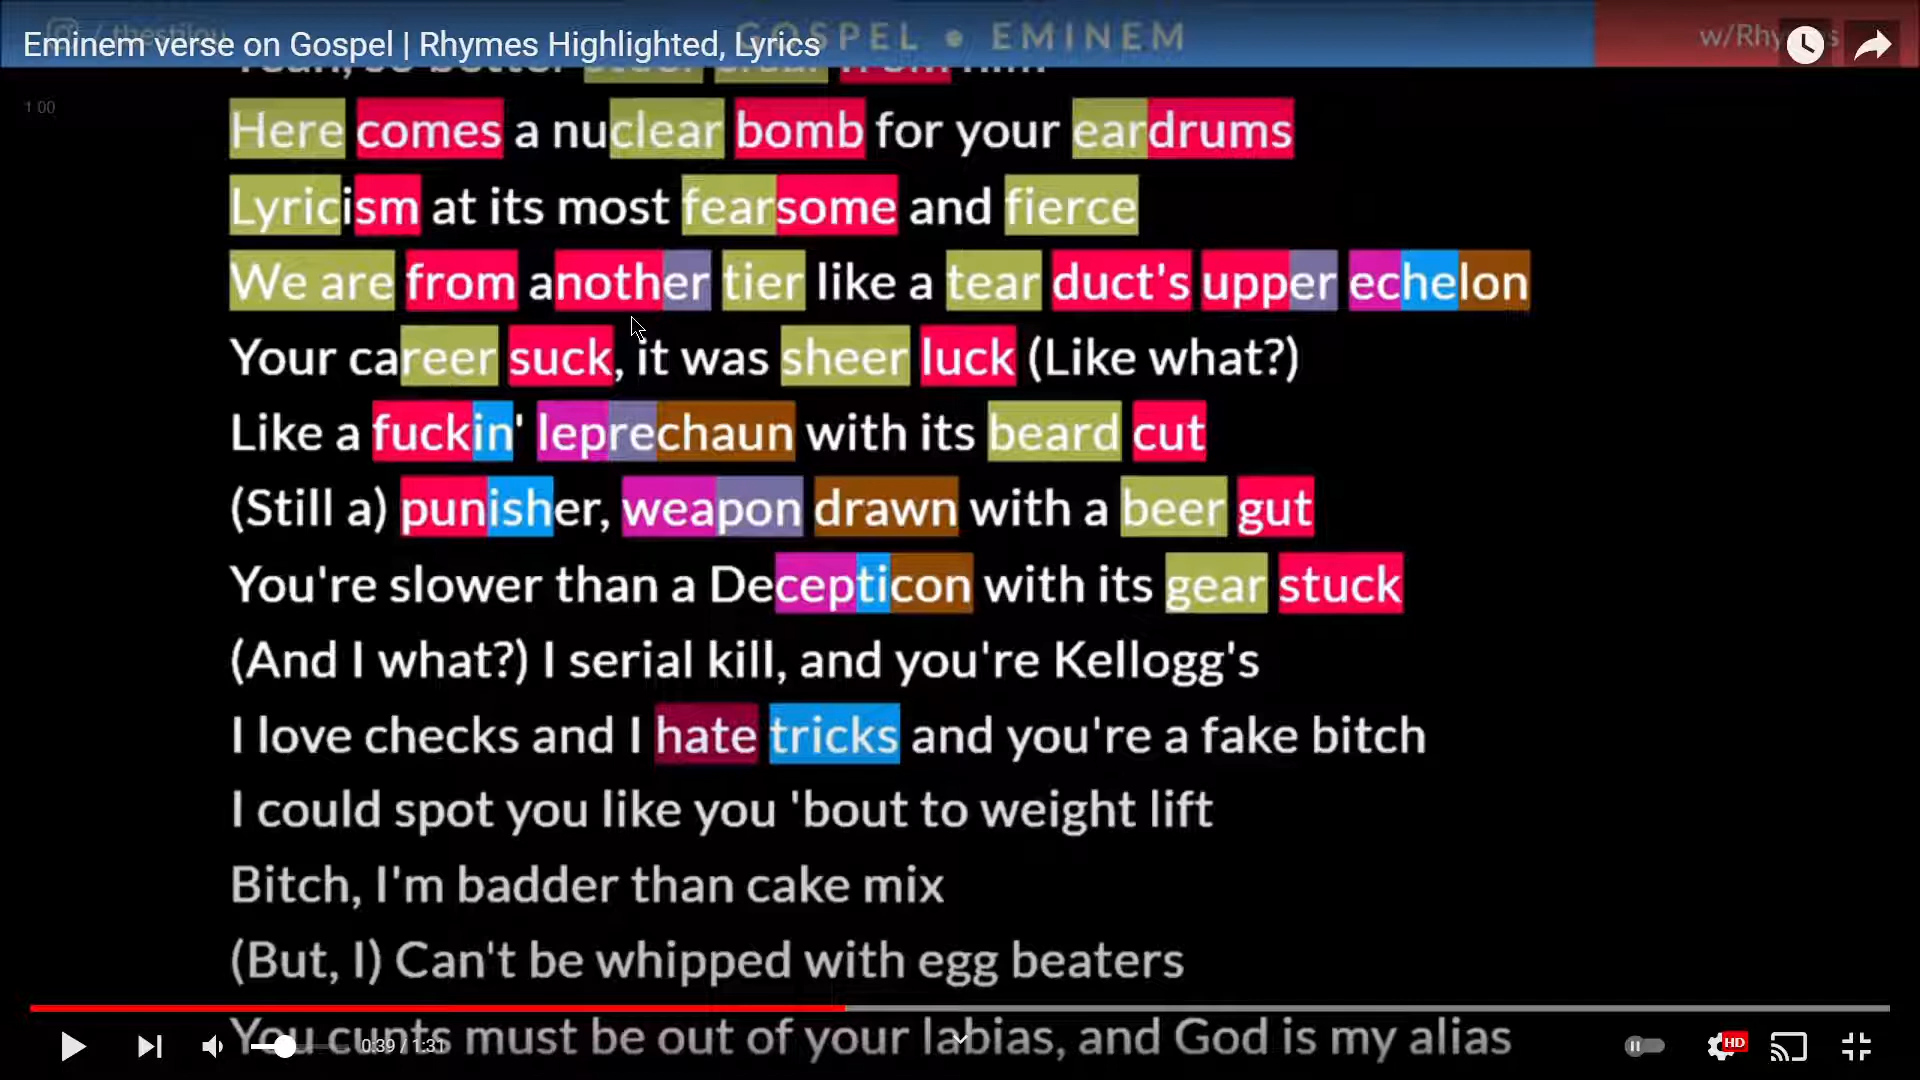 Eminem verse on Gospel | Rhymes Highlighted, Lyrics
GOSPEL ● EMINEM
1 00
Here comes a nuclear bomb for your eardrums
Lyricism at its most fearsome and fierce
We are from another tier like a tear duct's upper echelon
Your career suck, it was sheer luck (Like what?)
Like a fuckin' leprechaun with its beard cut
(Still a) punisher, weapon drawn with a beer gut
You're slower than a Decepticon with its gear stuck
(And I what?) I serial kill, and you're Kellogg's
I love checks and I hate tricks and you're a fake bitch
I could spot you like you 'bout to weight lift
Bitch, I'm badder than cake mix
(But, I) Can't be whipped with egg beaters
You cunts must be out of your labias, and God is my alias
0:39 / 1:31
HD